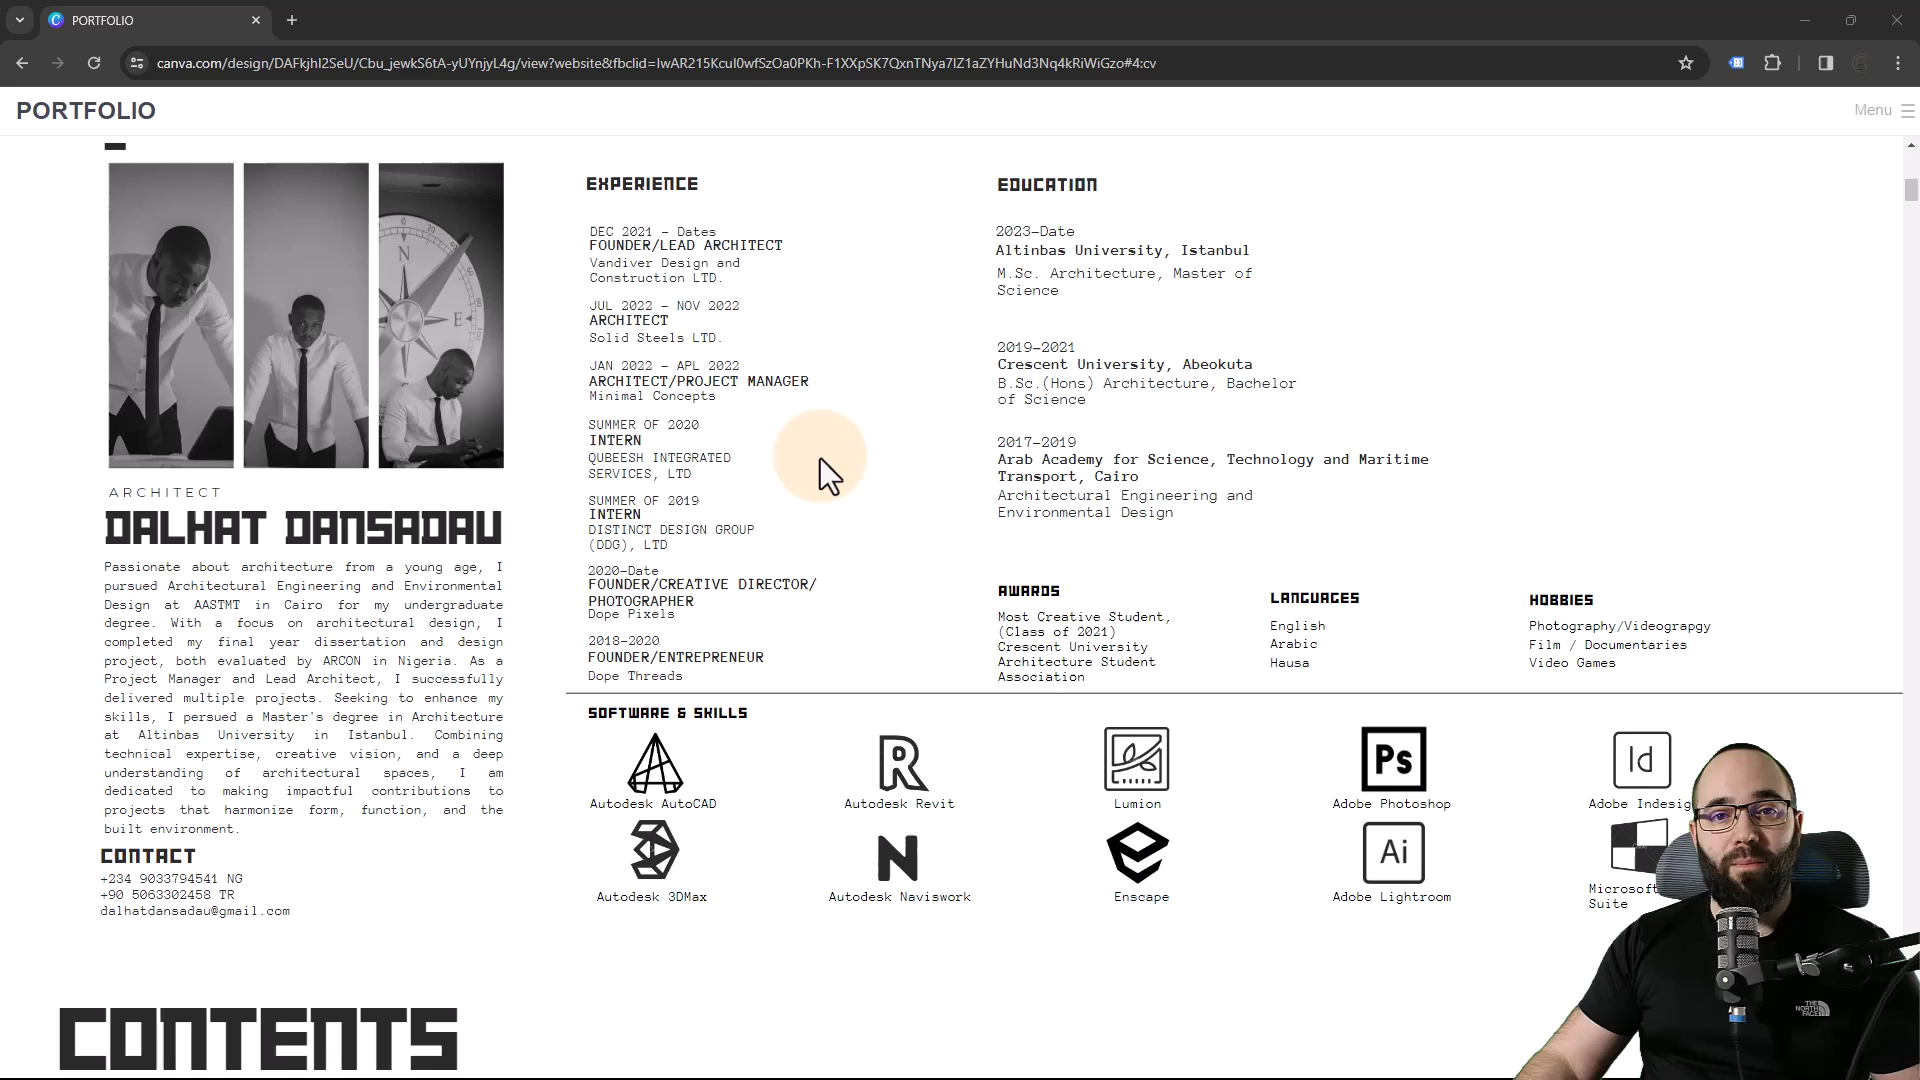 PORTFOLIO
canva.com/design/DAFkjhI2SeU/Cbu_jewkS6tA-yUYnjyL4g/view?website&fbclid=IwAR215KcuI0wfSzOa0PKh-F1XXpSK7QxnTNya7IZ1aZYHuNd3Nq4kRiWiGzo#4:cv
PORTFOLIO
Menu
ARCHITECT
DALHAT DANSADAU
Passionate about architecture from a young age, I
pursued Architectural Engineering and Environmental
Design at AASTMT in Cairo for my undergraduate
degree. With a focus on architectural design, I
completed my final year dissertation and design
project, both evaluated by ARCON in Nigeria. As a
Project Manager and Lead Architect, I successfully
delivered multiple projects. Seeking to enhance my
skills, I persued a Master's degree in Architecture
at Altinbas University in Istanbul. Combining
technical expertise, creative vision, and a deep
understanding of architectural spaces, I am
dedicated to making impactful contributions to
projects that harmonize form, function, and the
built environment.
CONTACT
+234 9033794541 NG
+90 5063302458 TR
dalhatdansadau@gmail.com
EXPERIENCE
DEC 2021 - Dates
FOUNDER/LEAD ARCHITECT
Vandiver Design and
Construction LTD.
JUL 2022 - NOV 2022
ARCHITECT
Solid Steels LTD.
JAN 2022 - APL 2022
ARCHITECT/PROJECT MANAGER
Minimal Concepts
SUMMER OF 2020
INTERN
QUBEESH INTEGRATED
SERVICES, LTD
SUMMER OF 2019
INTERN
DISTINCT DESIGN GROUP
(DDG), LTD
2020-Date
FOUNDER/CREATIVE DIRECTOR/
PHOTOGRAPHER
Dope Pixels
2018-2020
FOUNDER/ENTREPRENEUR
Dope Threads
EDUCATION
2023-Date
Altinbas University, Istanbul
M.Sc. Architecture, Master of
Science
2019-2021
Crescent University, Abeokuta
B.Sc.(Hons) Architecture, Bachelor
of Science
2017-2019
Arab Academy for Science, Technology and Maritime
Transport, Cairo
Architectural Engineering and
Environmental Design
AWARDS
Most Creative Student,
(Class of 2021)
Crescent University
Architecture Student
Association
LANGUAGES
English
Arabic
Hausa
HOBBIES
Photography/Videograpgy
Film / Documentaries
Video Games
SOFTWARE & SKILLS
Ps
Id
Autodesk AutoCAD
Autodesk Revit
Lumion
Adobe Photoshop
Adobe Indesig
Ai
Autodesk 3DMax
Autodesk Naviswork
Enscape
Adobe Lightroom
Microsoft
Suite
CONTENTS
N
E
THE
NORTH
FACE